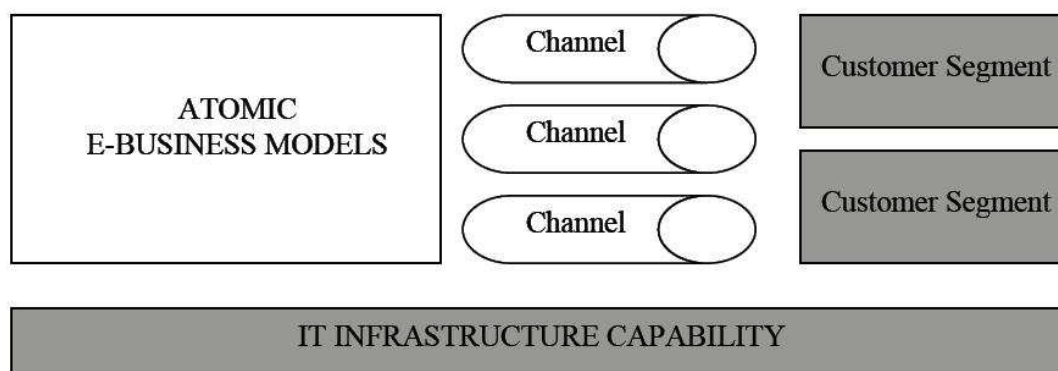 ATOMIC
E-BUSINESS MODELS
Channel
Channel
Channel
Customer Segment
Customer Segment
IT INFRASTRUCTURE CAPABILITY